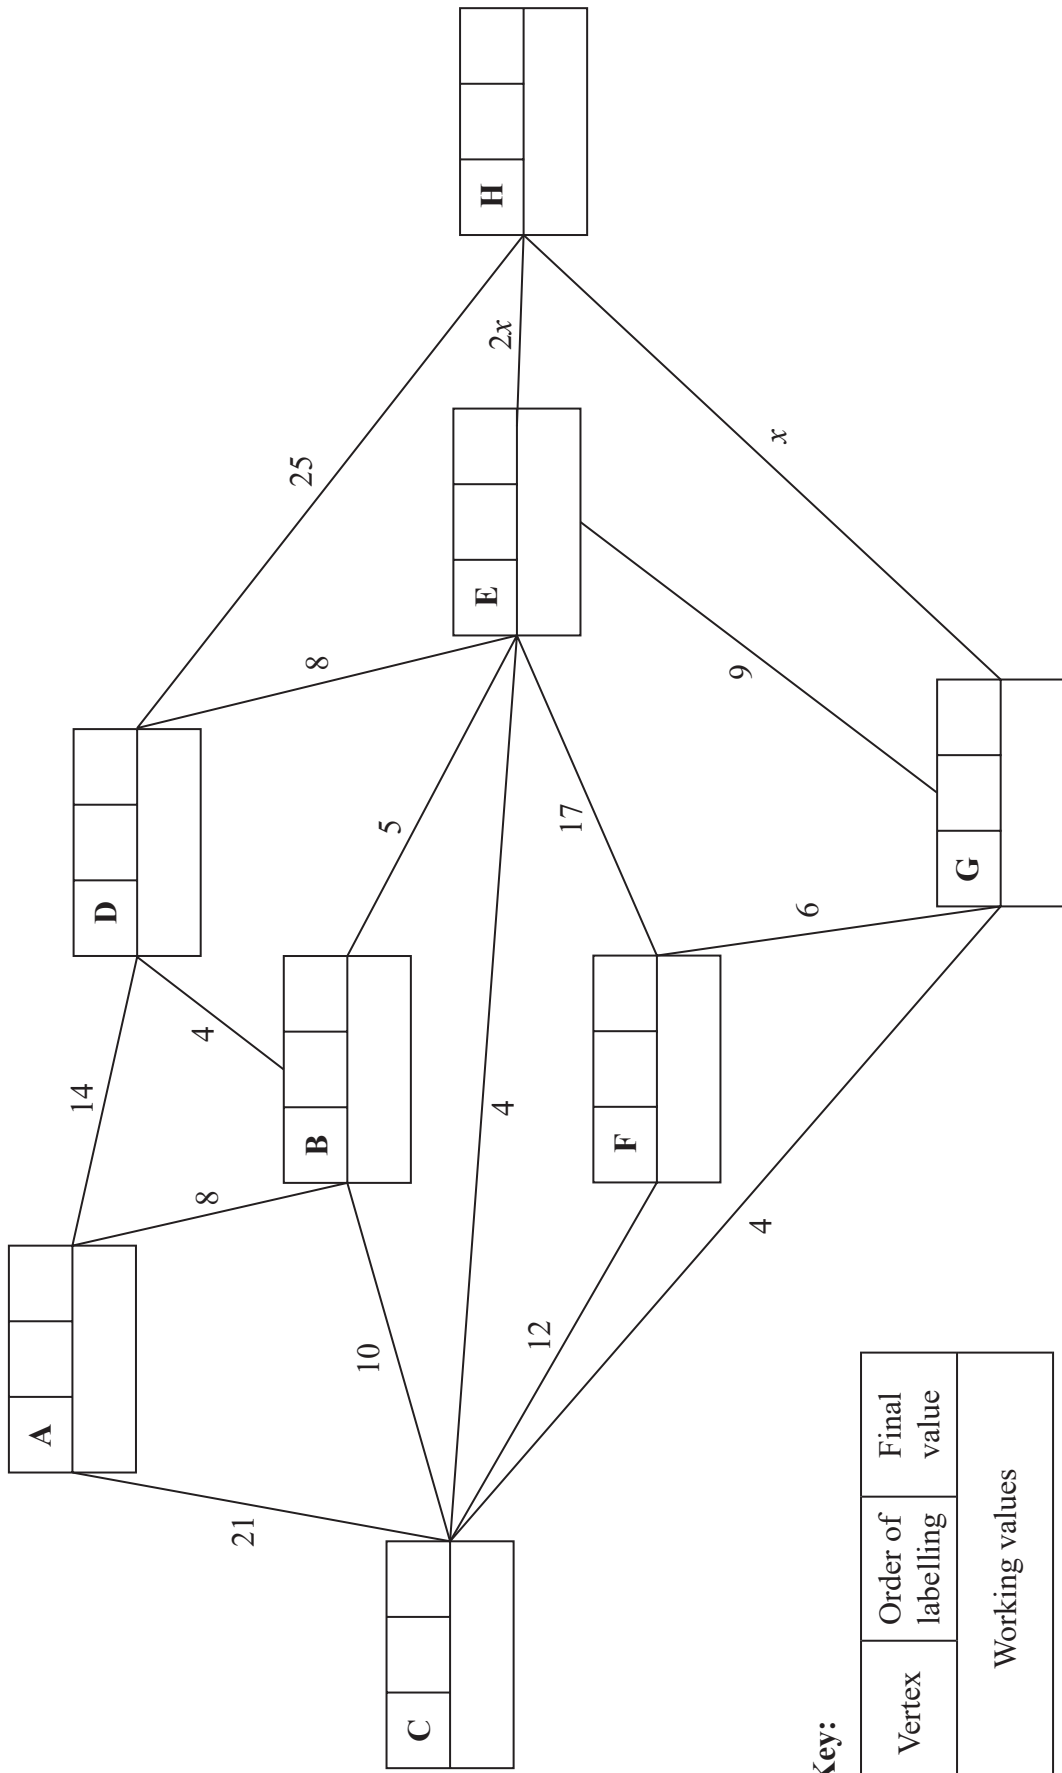 A
14
D
8
4
21
B
8
25
10
5
C
E
2x
H
4
12
17
F
4
9
x
6
Key:
G
Vertex
Order of
labelling
Final
value
Working values